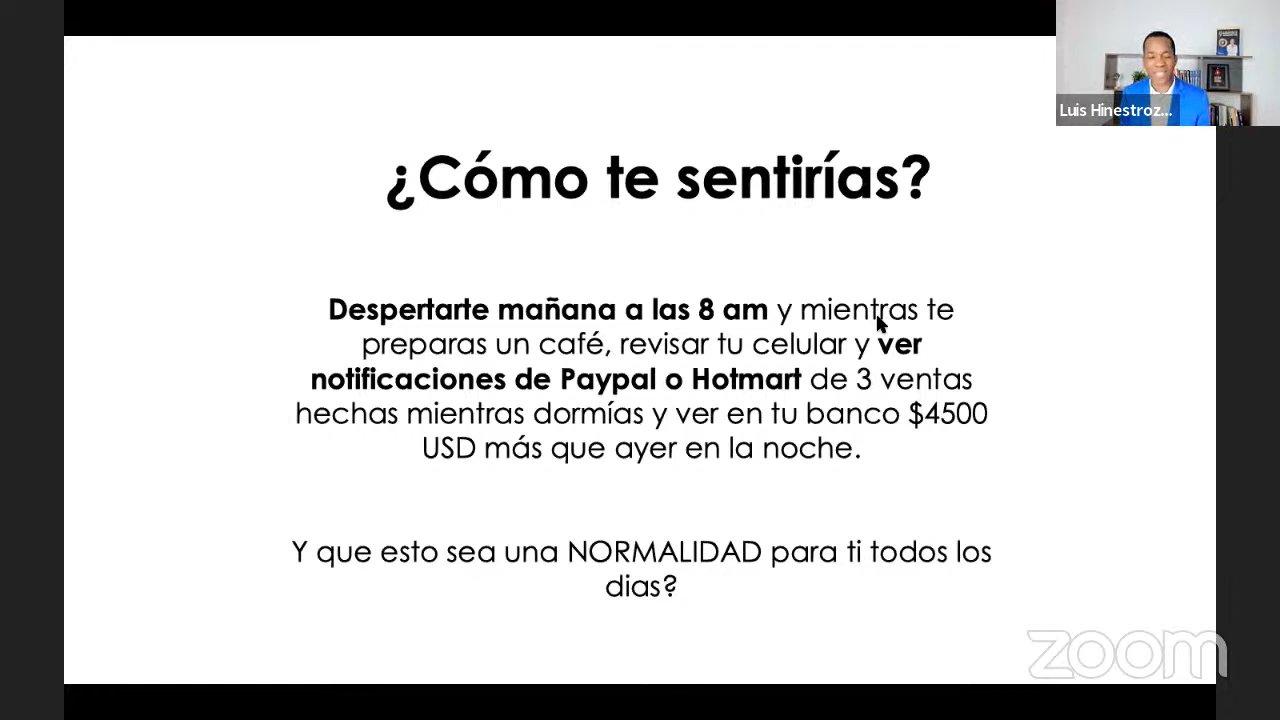 Luis Hinestroz...
¿Cómo te sentirías?
Despertarte mañana a las 8 am y mientras te
preparas un café, revisar tu celular y ver
notificaciones de Paypal o Hotmart de 3 ventas
hechas mientras dormías y ver en tu banco $4500
USD más que ayer en la noche.
Y que esto sea una NORMALIDAD para ti todos los
dias?
zoom